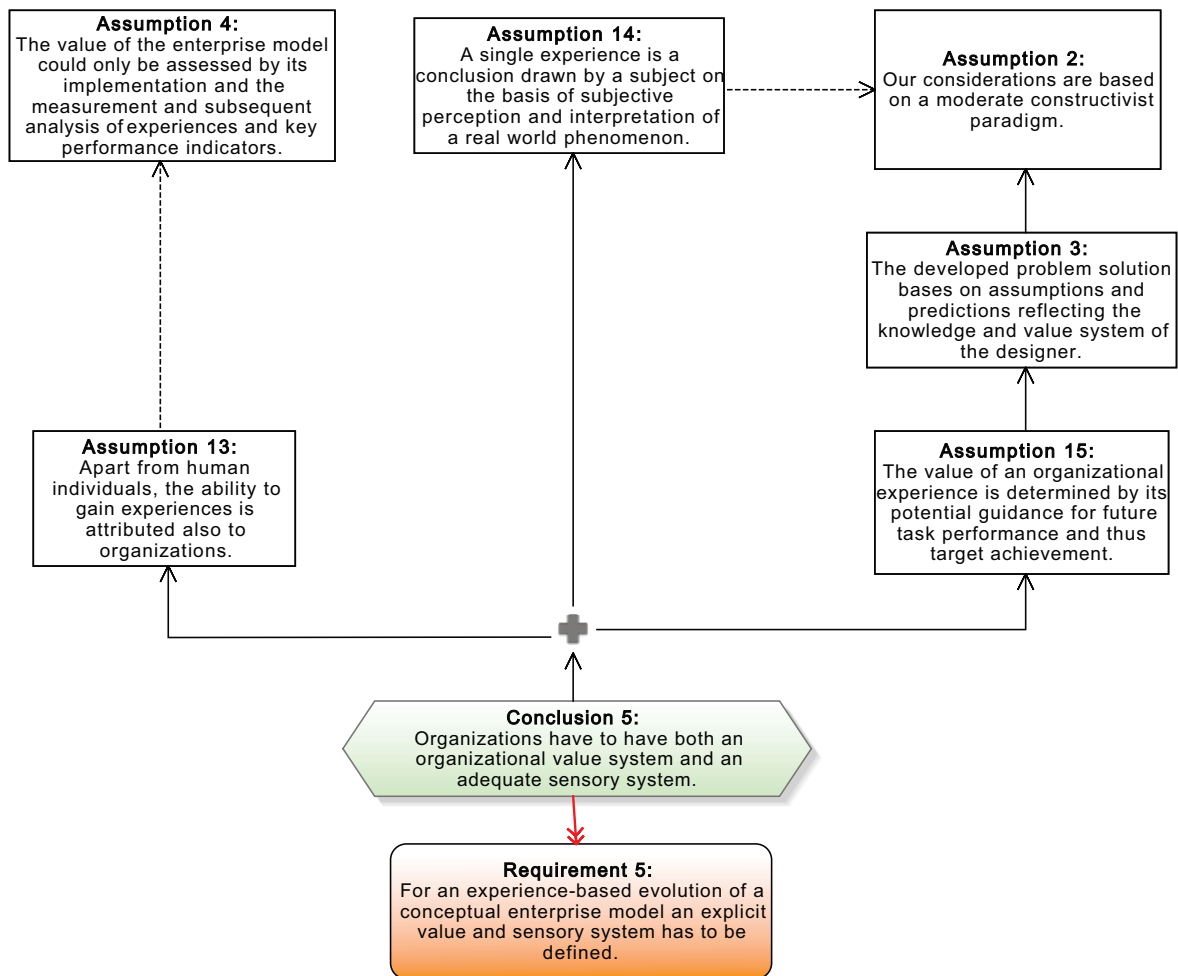 Assumption 4:
The value of the enterprise model
could only be assessed by its
implementation and the
measurement and subsequent
analysis of experiences and key
performance indicators.
Assumption 14:
A single experience is a
conclusion drawn by a subject on
the basis of subjective
perception and interpretation of
a real world phenomenon.
Assumption 2:
Our considerations are based
on a moderate constructivist
paradigm.
Assumption 3:
The developed problem solution
bases on assumptions and
predictions reflecting the
knowledge and value system of
the designer.
Assumption 13:
Apart from human
individuals, the ability to
gain experiences is
attributed also to
organizations.
Assumption 15:
The value of an organizational
experience is determined by its
potential guidance for future
task performance and thus
target achievement.
Conclusion 5:
Organizations have to have both an
organizational value system and an
adequate sensory system.
Requirement 5:
For an experience-based evolution of a
conceptual enterprise model an explicit
value and sensory system has to be
defined.